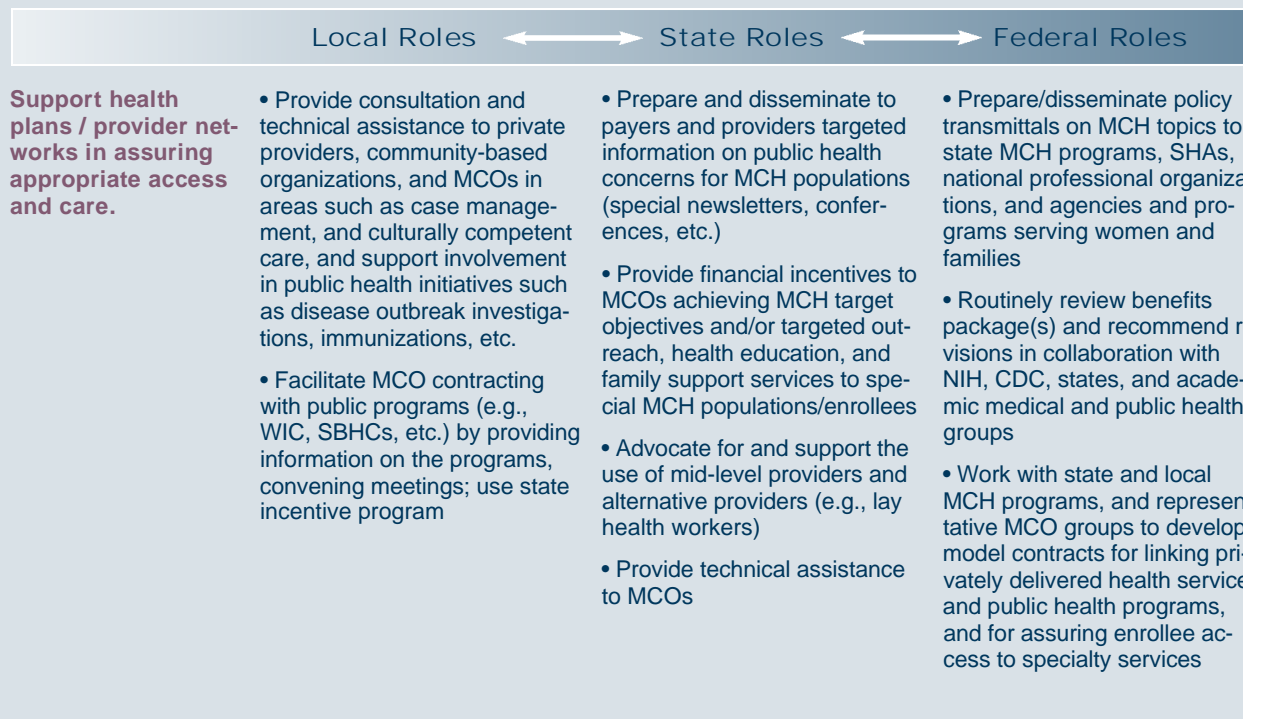 Local Roles State Roles Federal Roles
Support health
plans / provider net-
works in assuring
appropriate access
and care.
• Provide consultation and
technical assistance to private
providers, community-based
organizations, and MCOs in
areas such as case manage-
ment, and culturally competent
care, and support involvement
in public health initiatives such
as disease outbreak investiga-
tions, immunizations, etc.
• Facilitate MCO contracting
with public programs (e.g.,
WIC, SBHCs, etc.) by providing
information on the programs,
convening meetings; use state
incentive program
• Prepare and disseminate to
payers and providers targeted
information on public health
concerns for MCH populations
(special newsletters, confer-
ences, etc.)
• Provide financial incentives to
MCOs achieving MCH target
objectives and/or targeted out-
reach, health education, and
family support services to spe-
cial MCH populations/enrollees
• Advocate for and support the
use of mid-level providers and
alternative providers (e.g., lay
health workers)
• Provide technical assistance
to MCOs
• Prepare/disseminate policy
transmittals on MCH topics to
state MCH programs, SHAs,
national professional organiza
tions, and agencies and pro-
grams serving women and
families
• Routinely review benefits
package(s) and recommend r
visions in collaboration with
NIH, CDC, states, and acade-
mic medical and public health
groups
• Work with state and local
MCH programs, and represen
tative MCO groups to develop
model contracts for linking pri-
vately delivered health service
and public health programs,
and for assuring enrollee ac-
cess to specialty services